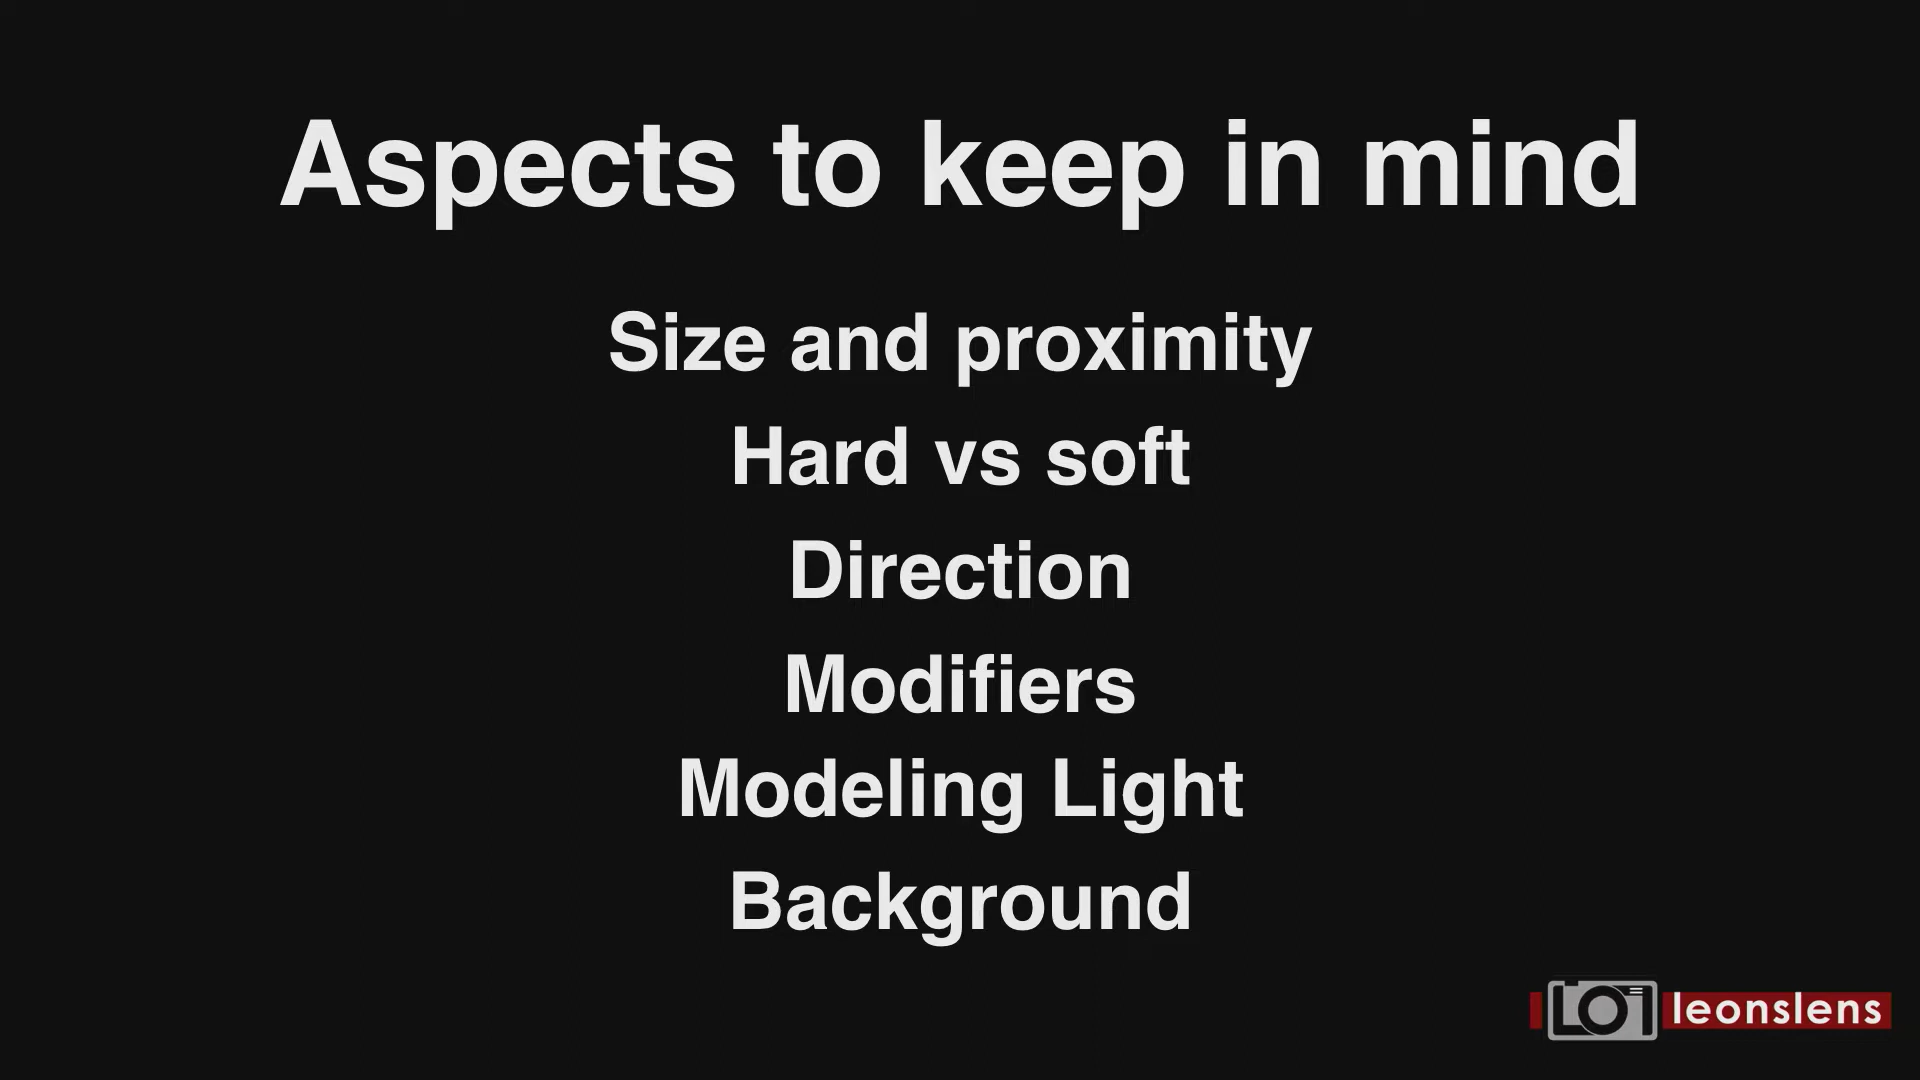 Aspects to keep in mind
Size and proximity
Hard vs soft
Direction
Modifiers
Modeling Light
Background
leonslens